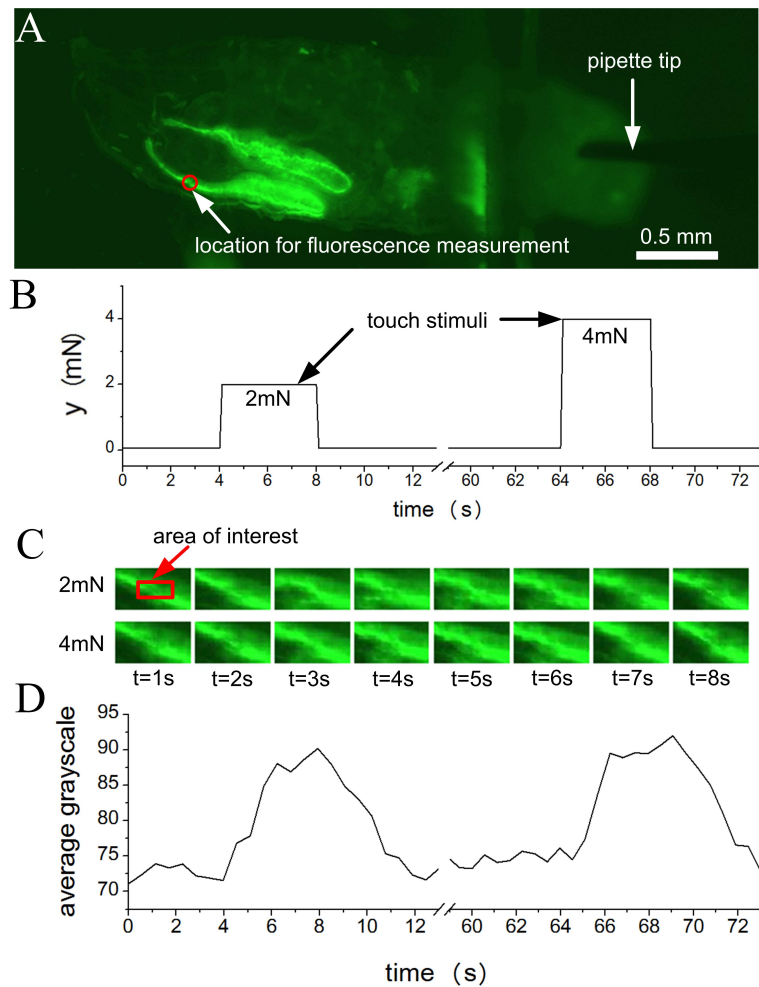 A
pipette tip
location for fluorescence measurement
0.5 mm
B
y (mN)
4
2
0
touch stimuli
2mN
4mN
0 2 4 6 8 10 12 60 62 64 66 68 70 72
time (s)
C
area of interest
2mN
4mN
t=1s t=2s t=3s t=4s t=5s t=6s t=7s t=8s
D
average grayscale
95
90
85
80
75
70
0 2 4 6 8 10 12 60 62 64 66 68 70 72
time (s)